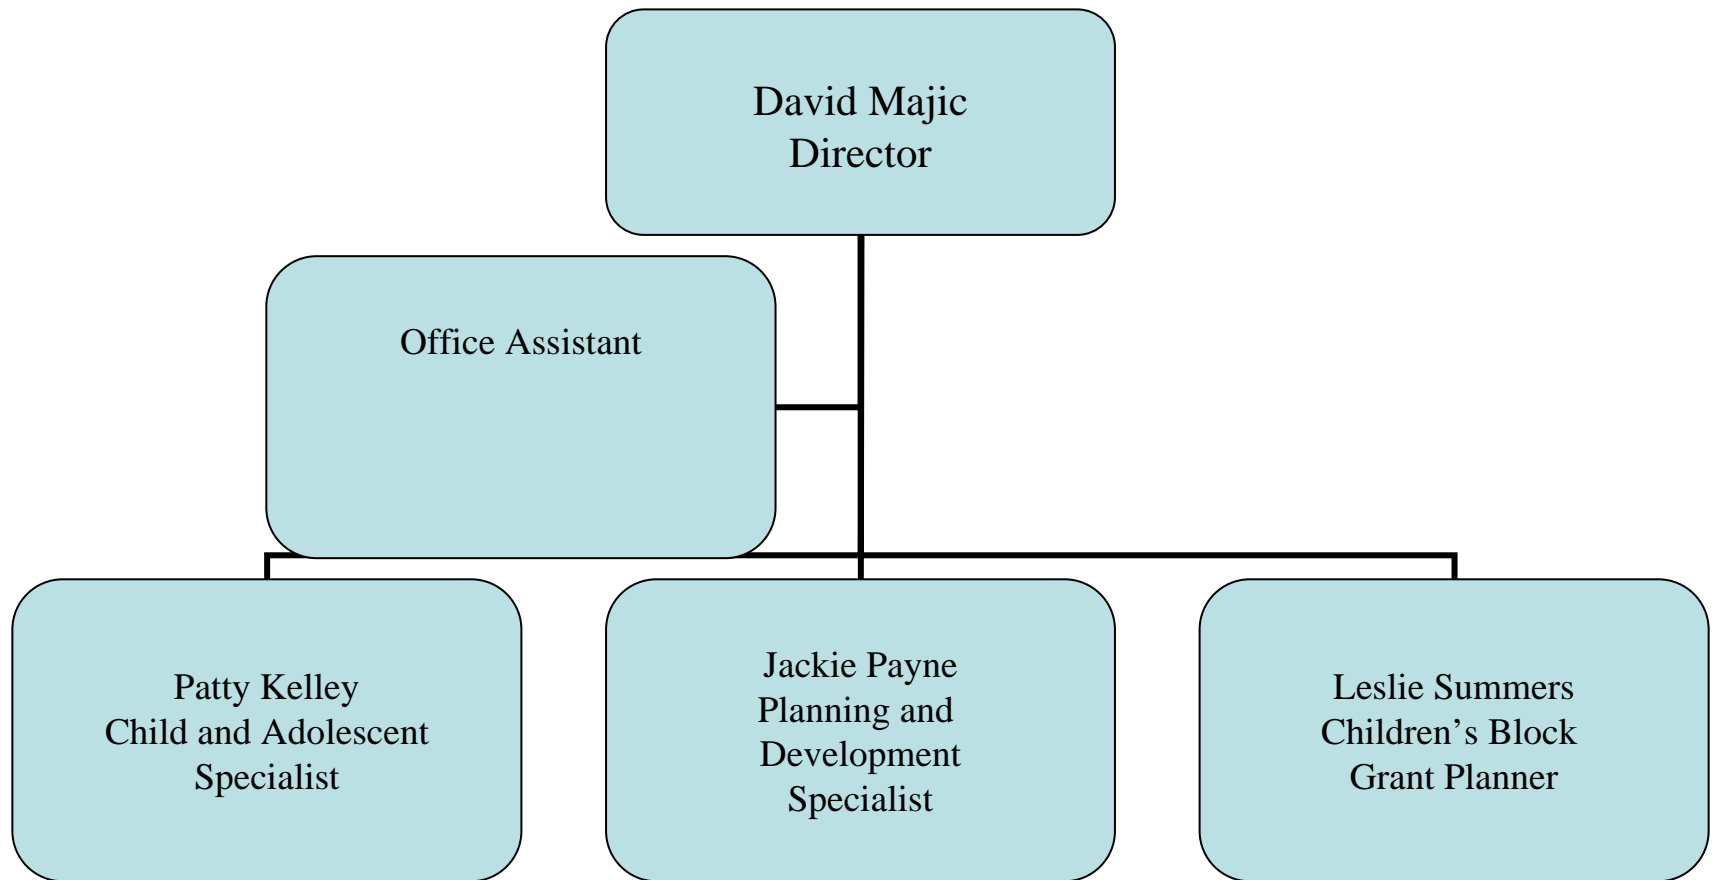 David Majic
Director
Office Assistant
Patty Kelley
Child and Adolescent
Specialist
Jackie Payne
Planning and
Development
Specialist
Leslie Summers
Children’s Block
Grant Planner